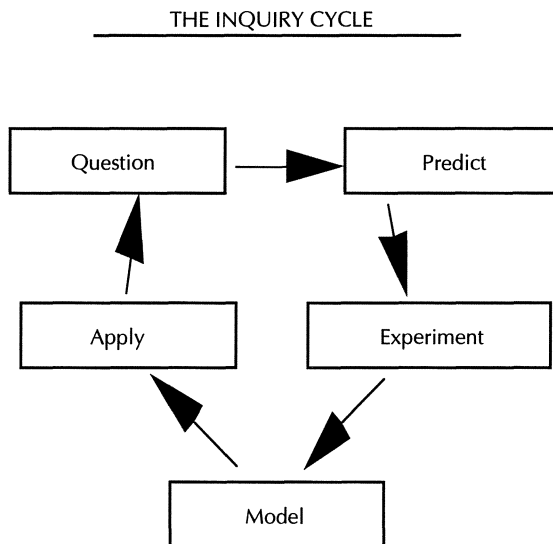 THE INQUIRY CYCLE
Question
Predict
Apply
Experiment
Model